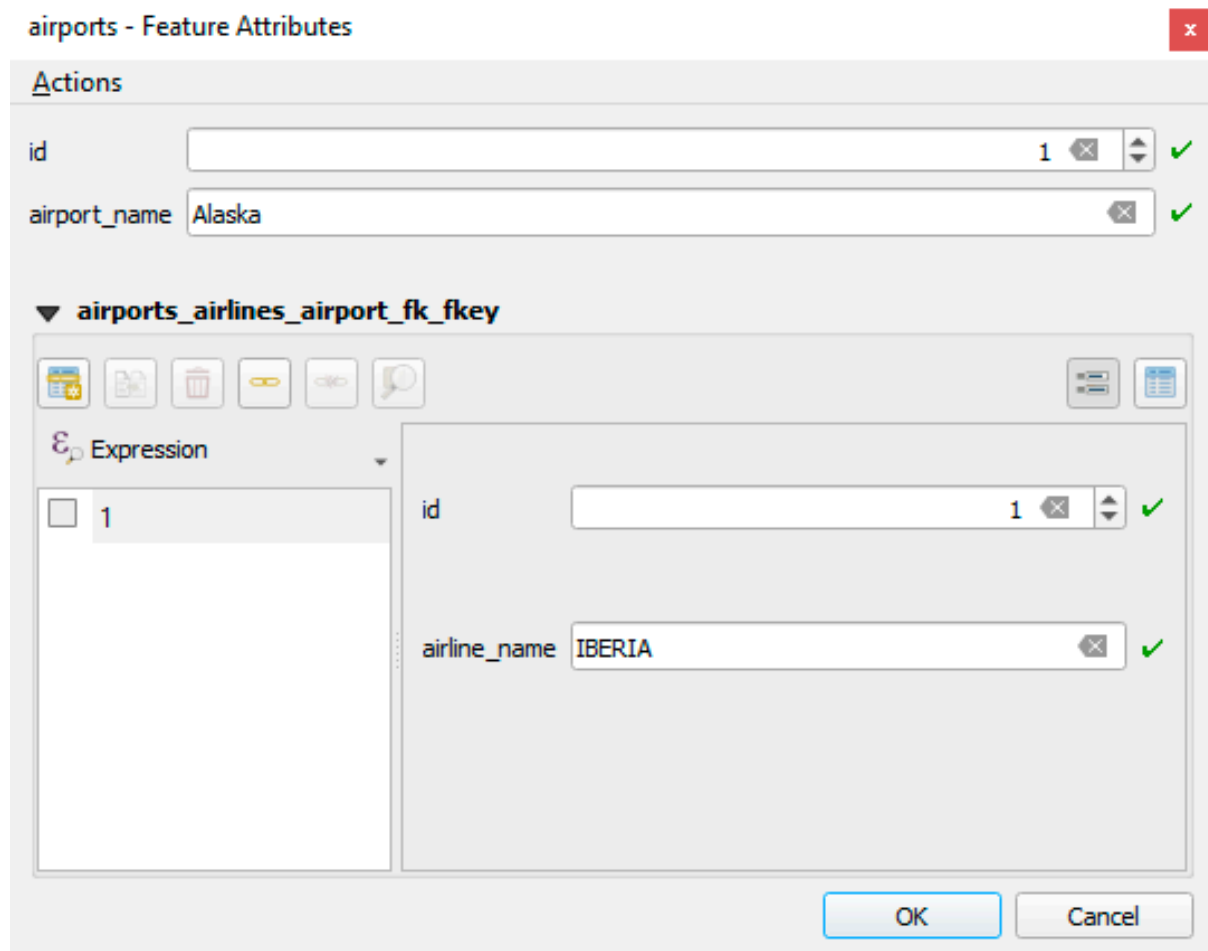 airports - Feature Attributes
x
Actions
id 1
airport_name Alaska
airports_airlines_airport_fk_fkey
ε Expression
1
id 1
airline_name IBERIA
OK Cancel